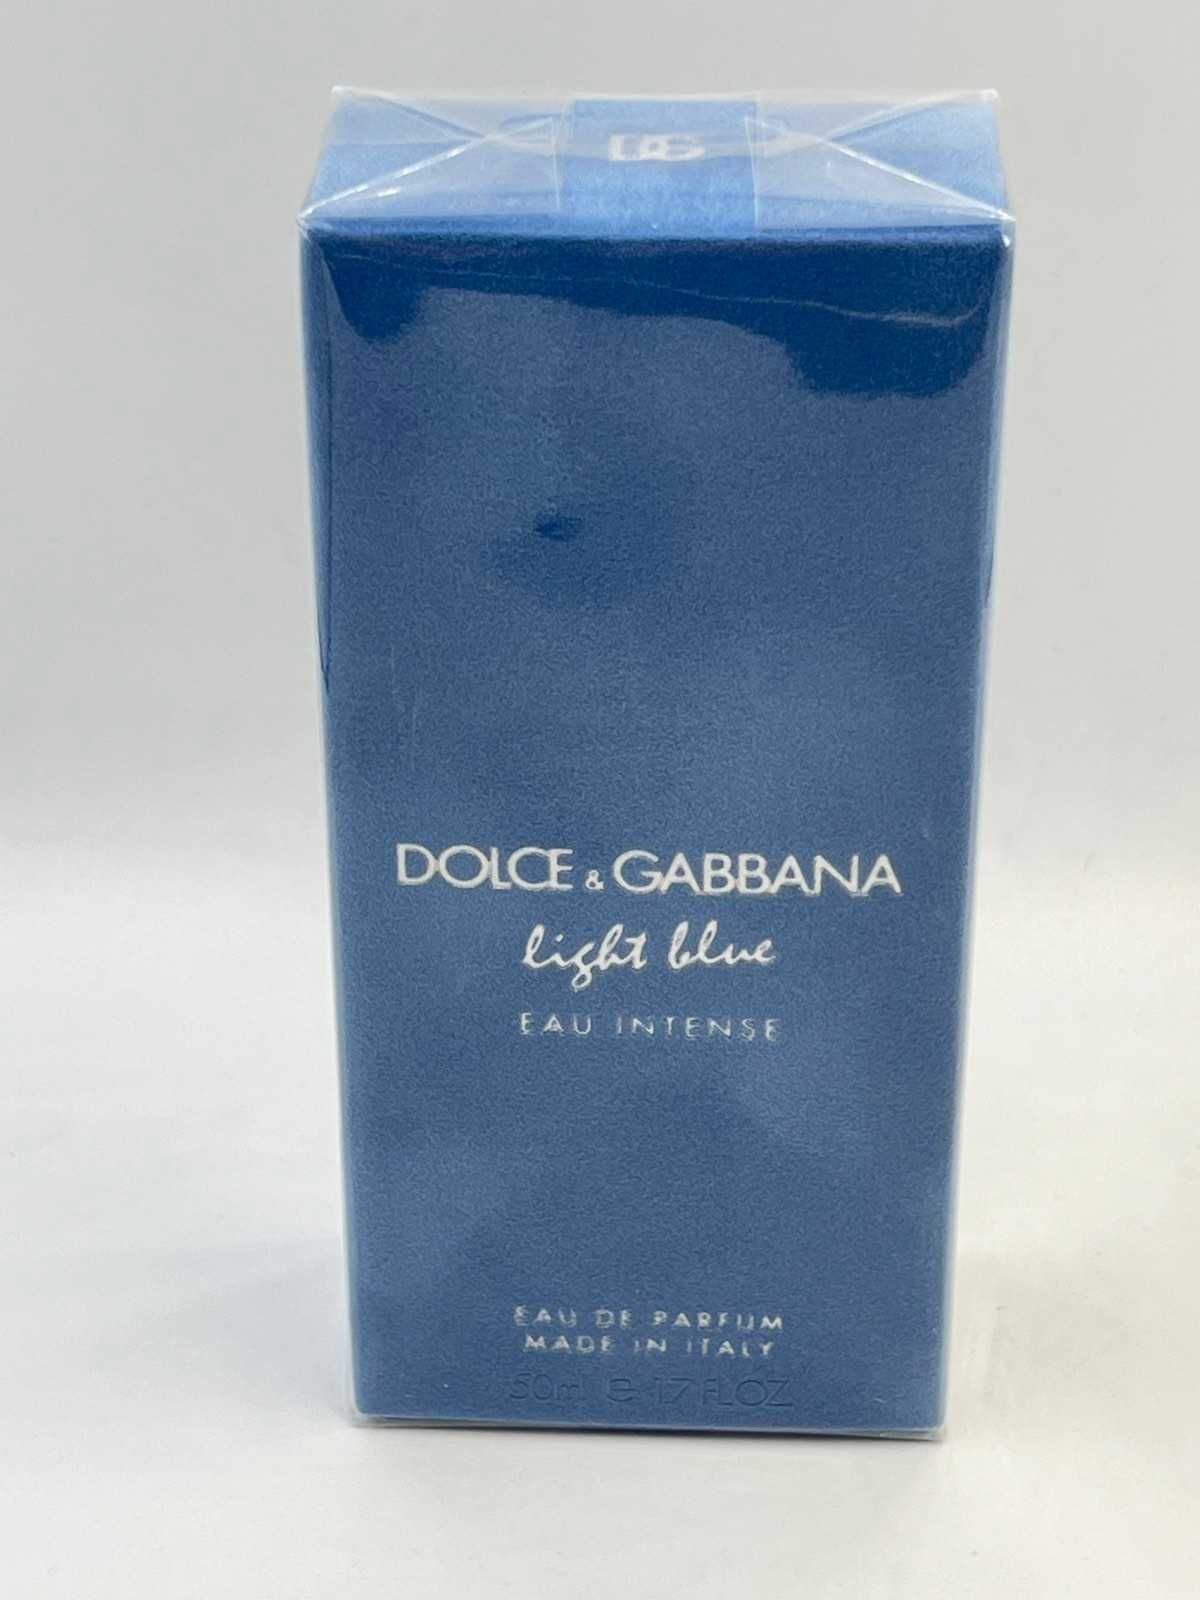 DG
DOLCE & GABBANA
light blue
EAU INTENSE
EAU DE PARFUM
MADE IN ITALY
50ml e 1.7 FL.OZ